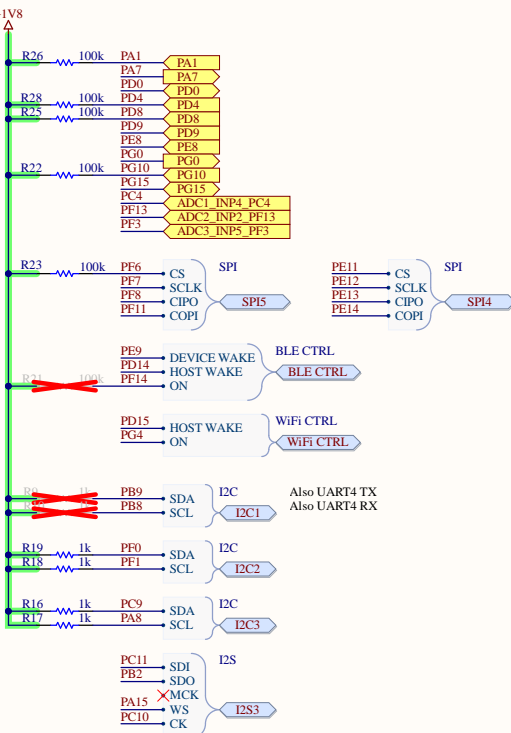 1V8
R26 100k PA1 PA1
PA7 PA7
PD0 PD0
R28 100k PD4 PD4
R25 100k PD8 PD8
PD9 PD9
PE8 PE8
PG0 PG0
R22 100k PG10 PG10
PG15 PG15
PC4 ADC1_INP4_PC4
PF13 ADC2_INP2_PF13
PF3 ADC3_INP5_PF3
SPI
R23 100k PF6 CS
PF7 SCLK
PF8 CIPO
PF11 COPI
SPI5
SPI
PE11 CS
PE12 SCLK
PE13 CIPO
PE14 COPI
SPI4
BLE CTRL
PE9 DEVICE WAKE
PD14 HOST WAKE
R21 100k PF14 ON
BLE CTRL
WiFi CTRL
PD15 HOST WAKE
PG4 ON
WiFi CTRL
I2C
1k PB9 SDA
PB8 SCL
I2C1
Also UART4 TX
Also UART4 RX
I2C
R19 1k PF0 SDA
R18 1k PF1 SCL
I2C2
I2C
R16 1k PC9 SDA
R17 1k PA8 SCL
I2C3
I2S
PC11 SDI
PB2 SDO
MCK
PA15 WS
PC10 CK
I2S3